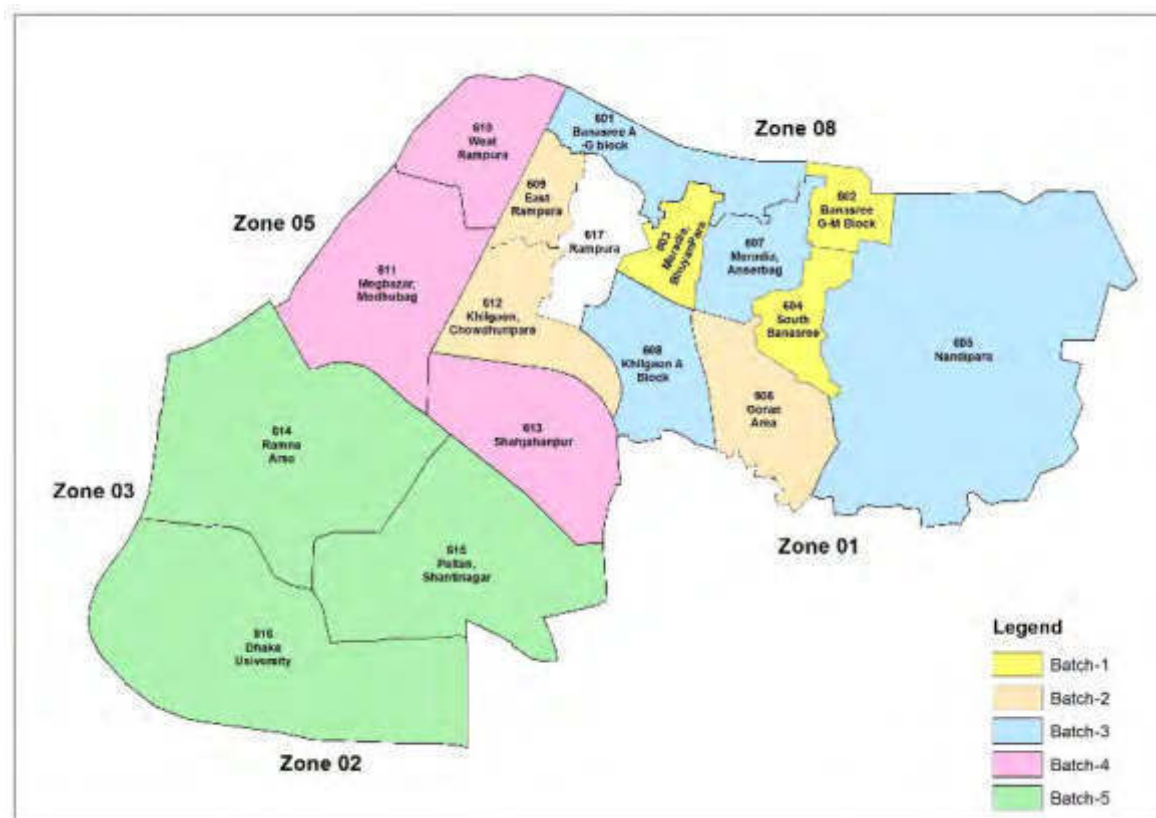 601
Banasree A
-G block
Zone 08
610
West
Rampura
609
East
Rampura
602
Banasree
G-M Block
Zone 05
617
Rampura
603
Meradia,
BhuyanPara
607
Meradia,
Anserbag
611
Mogbazar,
Modhubag
612
Khilgaon,
Chowdhuripara
604
South
Banasree
605
Nandipara
608
Khilgaon A
Block
606
Goran
Area
614
Ramna
Area
613
Shahjahanpur
Zone 03
Zone 01
615
Paltan,
Shantinagar
616
Dhaka
University
Zone 02
Legend
Batch-1
Batch-2
Batch-3
Batch-4
Batch-5